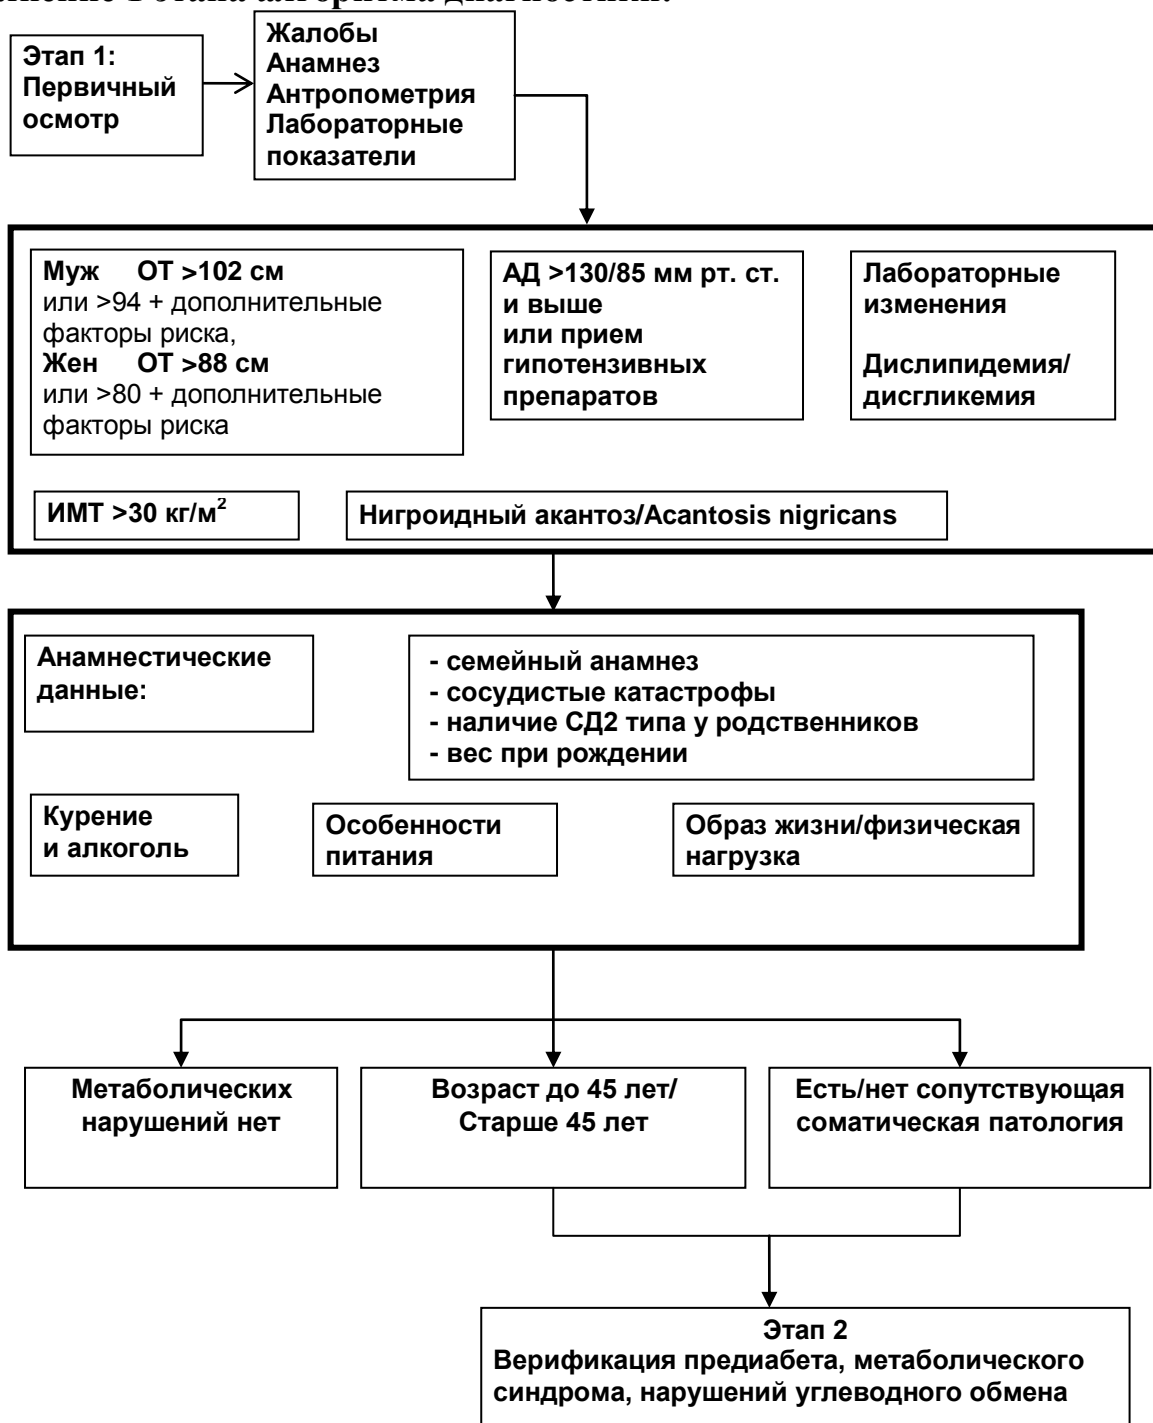 1 этапа алгоритма диагностики.
Этап 1:
Первичный
осмотр
Жалобы
Анамнез
Антропометрия
Лабораторные
показатели
Муж ОТ >102 см
или >94 + дополнительные
факторы риска,
Жен ОТ >88 см
или >80 + дополнительные
факторы риска
АД >130/85 мм рт. ст.
и выше
или прием
гипотензивных
препаратов
Лабораторные
изменения
Дислипидемия/
дисгликемия
ИМТ >30 кг/м²
Нигроидный акантоз/Acantosis nigricans
Анамнестические
данные:
- семейный анамнез
- сосудистые катастрофы
- наличие СД2 типа у родственников
- вес при рождении
Курение
и алкоголь
Особенности
питания
Образ жизни/физическая
нагрузка
Метаболических
нарушений нет
Возраст до 45 лет/
Старше 45 лет
Есть/нет сопутствующая
соматическая патология
Этап 2
Верификация предиабета, метаболического
синдрома, нарушений углеводного обмена